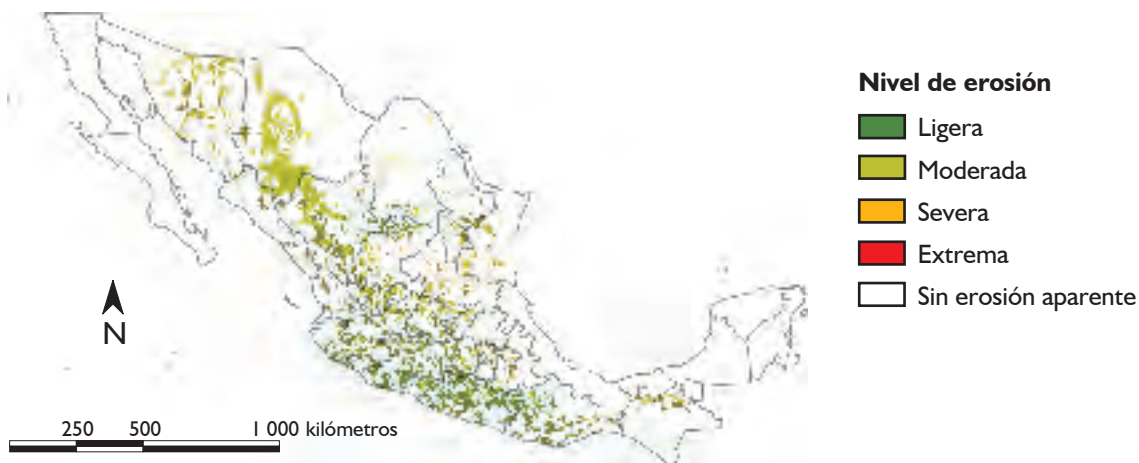 Nivel de erosión
Ligera
Moderada
Severa
Extrema
Sin erosión aparente
N
250 500 1 000 kilómetros